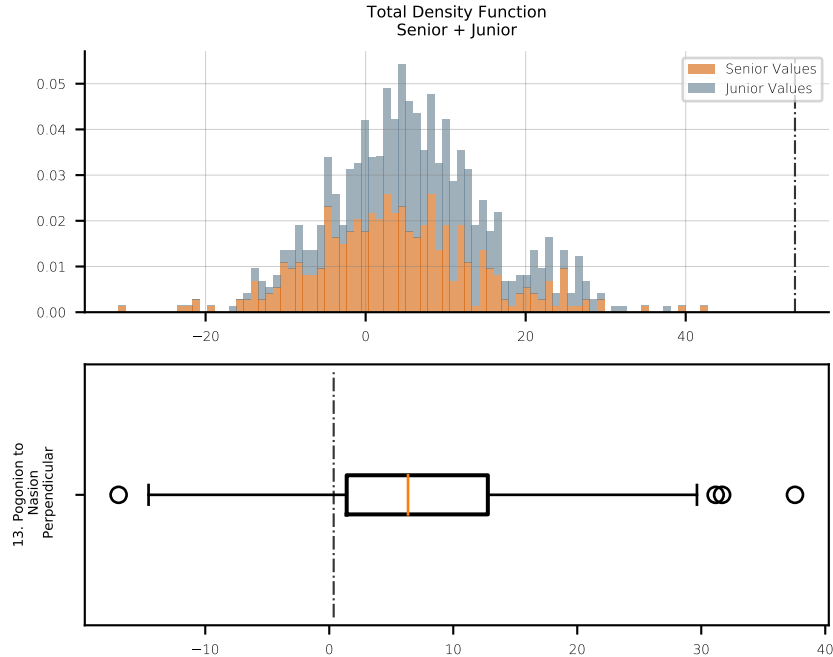 Total Density Function
Senior + Junior
Senior Values
Junior Values
0.05
0.04
0.03
0.02
0.01
0.00
−20
0
20
40
13. Pogonion to
Nasion
Perpendicular
−10
0
10
20
30
40